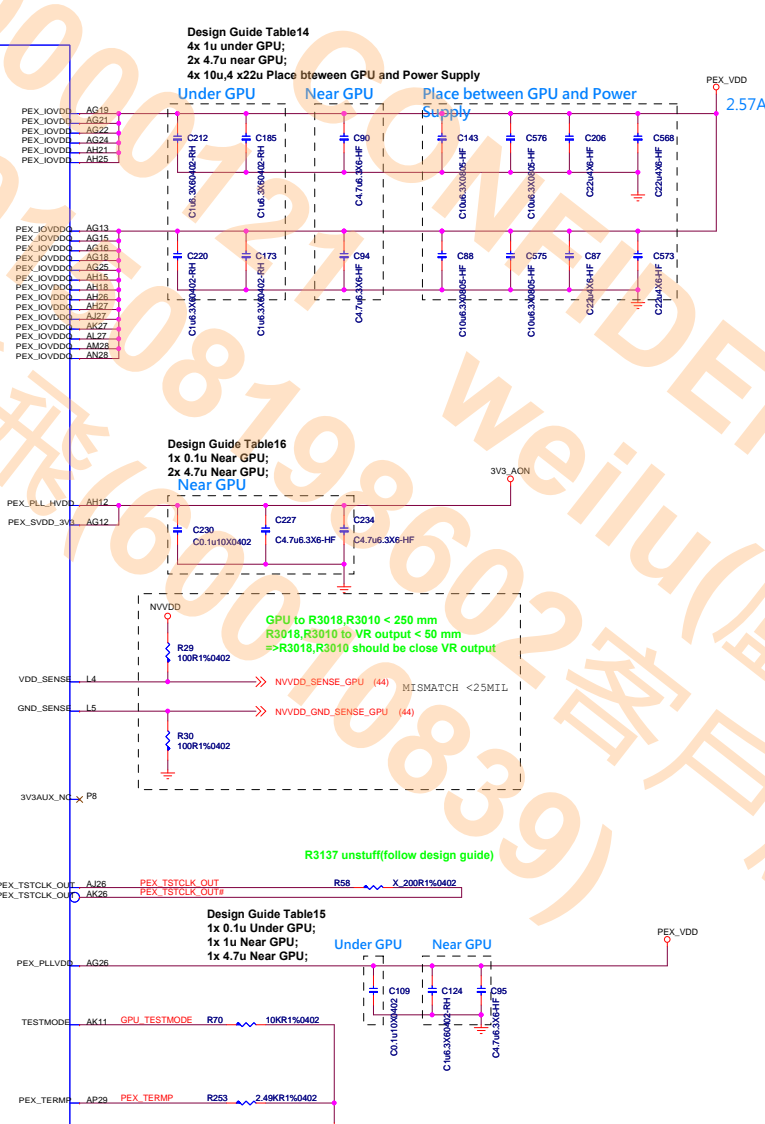 Design Guide Table14
4x 1u under GPU;
2x 4.7u near GPU;
4x 10u,4 x22u Place bteween GPU and Power Supply
Under GPU
Near GPU
Place between GPU and Power
Supply
PEX_VDD
2.57A
PEX_IOVDD AG19
PEX_IOVDD AG21
PEX_IOVDD AG22
PEX_IOVDD AG24
PEX_IOVDD AH21
PEX_IOVDD AH25
C212
C1u6.3X60402-RH
C185
C1u6.3X60402-RH
C90
C4.7u6.3X6-HF
C143
C10u6.3X0805-HF
C576
C10u6.3X0805-HF
C206
C22u4X6-HF
C568
C22u4X6-HF
PEX_IOVDDQ AG13
PEX_IOVDDQ AG15
PEX_IOVDDQ AG16
PEX_IOVDDQ AG18
PEX_IOVDDQ AG25
PEX_IOVDDQ AH15
PEX_IOVDDQ AH18
PEX_IOVDDQ AH26
PEX_IOVDDQ AH27
PEX_IOVDDQ AJ27
PEX_IOVDDQ AK27
PEX_IOVDDQ AL27
PEX_IOVDDQ AM28
PEX_IOVDDQ AN28
C220
C1u6.3X60402-RH
C173
C1u6.3X60402-RH
C94
C4.7u6.3X6-HF
C88
C10u6.3X0805-HF
C575
C10u6.3X0805-HF
C87
C22u4X6-HF
C573
C22u4X6-HF
Design Guide Table16
1x 0.1u Near GPU;
2x 4.7u Near GPU;
Near GPU
3V3_AON
PEX_PLL_HVDD AH12
PEX_SVDD_3V3 AG12
C230
C0.1u10X0402
C227
C4.7u6.3X6-HF
C234
C4.7u6.3X6-HF
NVVDD
GPU to R3018,R3010 < 250 mm
R3018,R3010 to VR output < 50 mm
=>R3018,R3010 should be close VR output
R29
100R1%0402
VDD_SENSE L4
NVVDD_SENSE_GPU (44)
MISMATCH <25MIL
GND_SENSE L5
NVVDD_GND_SENSE_GPU (44)
R30
100R1%0402
3V3AUX_NC P8
R3137 unstuff(follow design guide)
PEX_TSTCLK_OUT AJ26 PEX_TSTCLK_OUT
PEX_TSTCLK_OUT AK26 PEX_TSTCLK_OUT#
R58 X_200R1%0402
Design Guide Table15
1x 0.1u Under GPU;
1x 1u Near GPU;
1x 4.7u Near GPU;
Under GPU
Near GPU
PEX_VDD
PEX_PLLVDD AG26
C109
C0.1u10X0402
C124
C1u6.3X60402-RH
C95
C4.7u6.3X6-HF
TESTMODE AK11 GPU_TESTMODE R70 10KR1%0402
PEX_TERMP AP29 PEX_TERMP R253 2.49KR1%0402